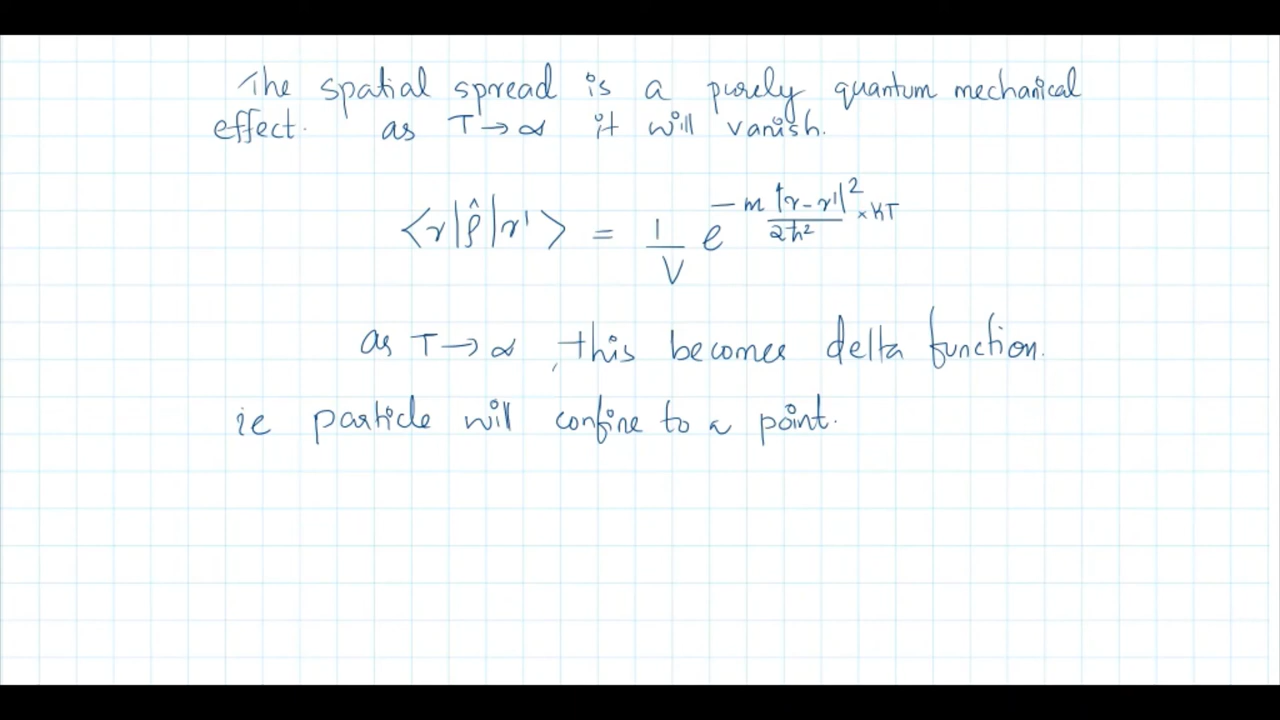 The spatial spread is a purely quantum mechanical
effect. as T→∝ it will vanish.
<r|ρ̂|r'> = 1/V e^(-m |r-r'|²/2ħ² × KT)
as T→∝, this becomes delta function.
ie particle will confine to a point.